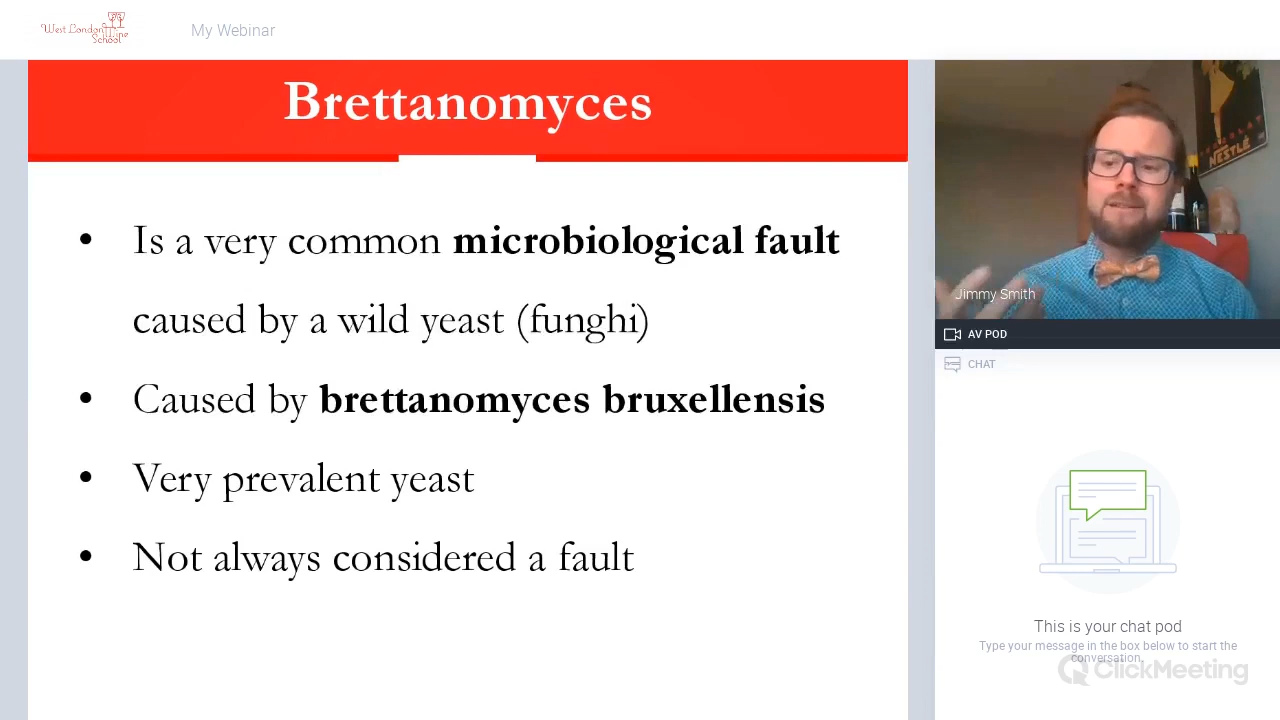 West London Wine
School
My Webinar
Brettanomyces
• Is a very common microbiological fault
caused by a wild yeast (funghi)
• Caused by brettanomyces bruxellensis
• Very prevalent yeast
• Not always considered a fault
NESTLÉ
Jimmy Smith
AV POD
CHAT
This is your chat pod
Type your message in the box below to start the
conversation.
ClickMeeting